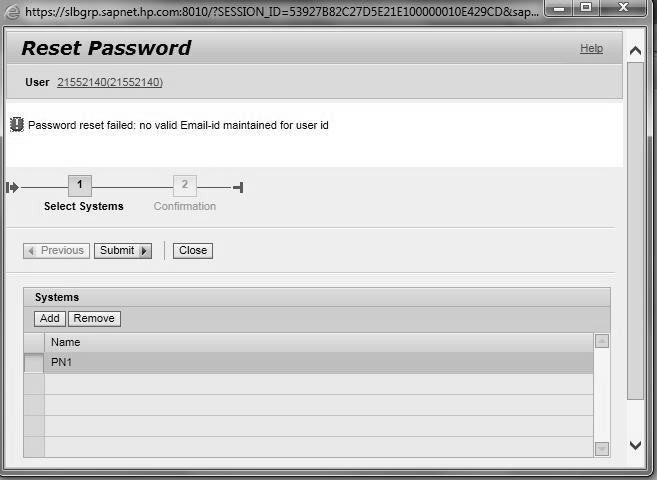 https://slbgrp.sapnet.hp.com:8010/?SESSION_ID=53927B82C27D5E21E100000010E429CD&sap...
Reset Password
Help
User 21552140(21552140)
Password reset failed: no valid Email-id maintained for user id
1
2
Select Systems
Confirmation
Previous Submit Close
Systems
Add Remove
Name
PN1